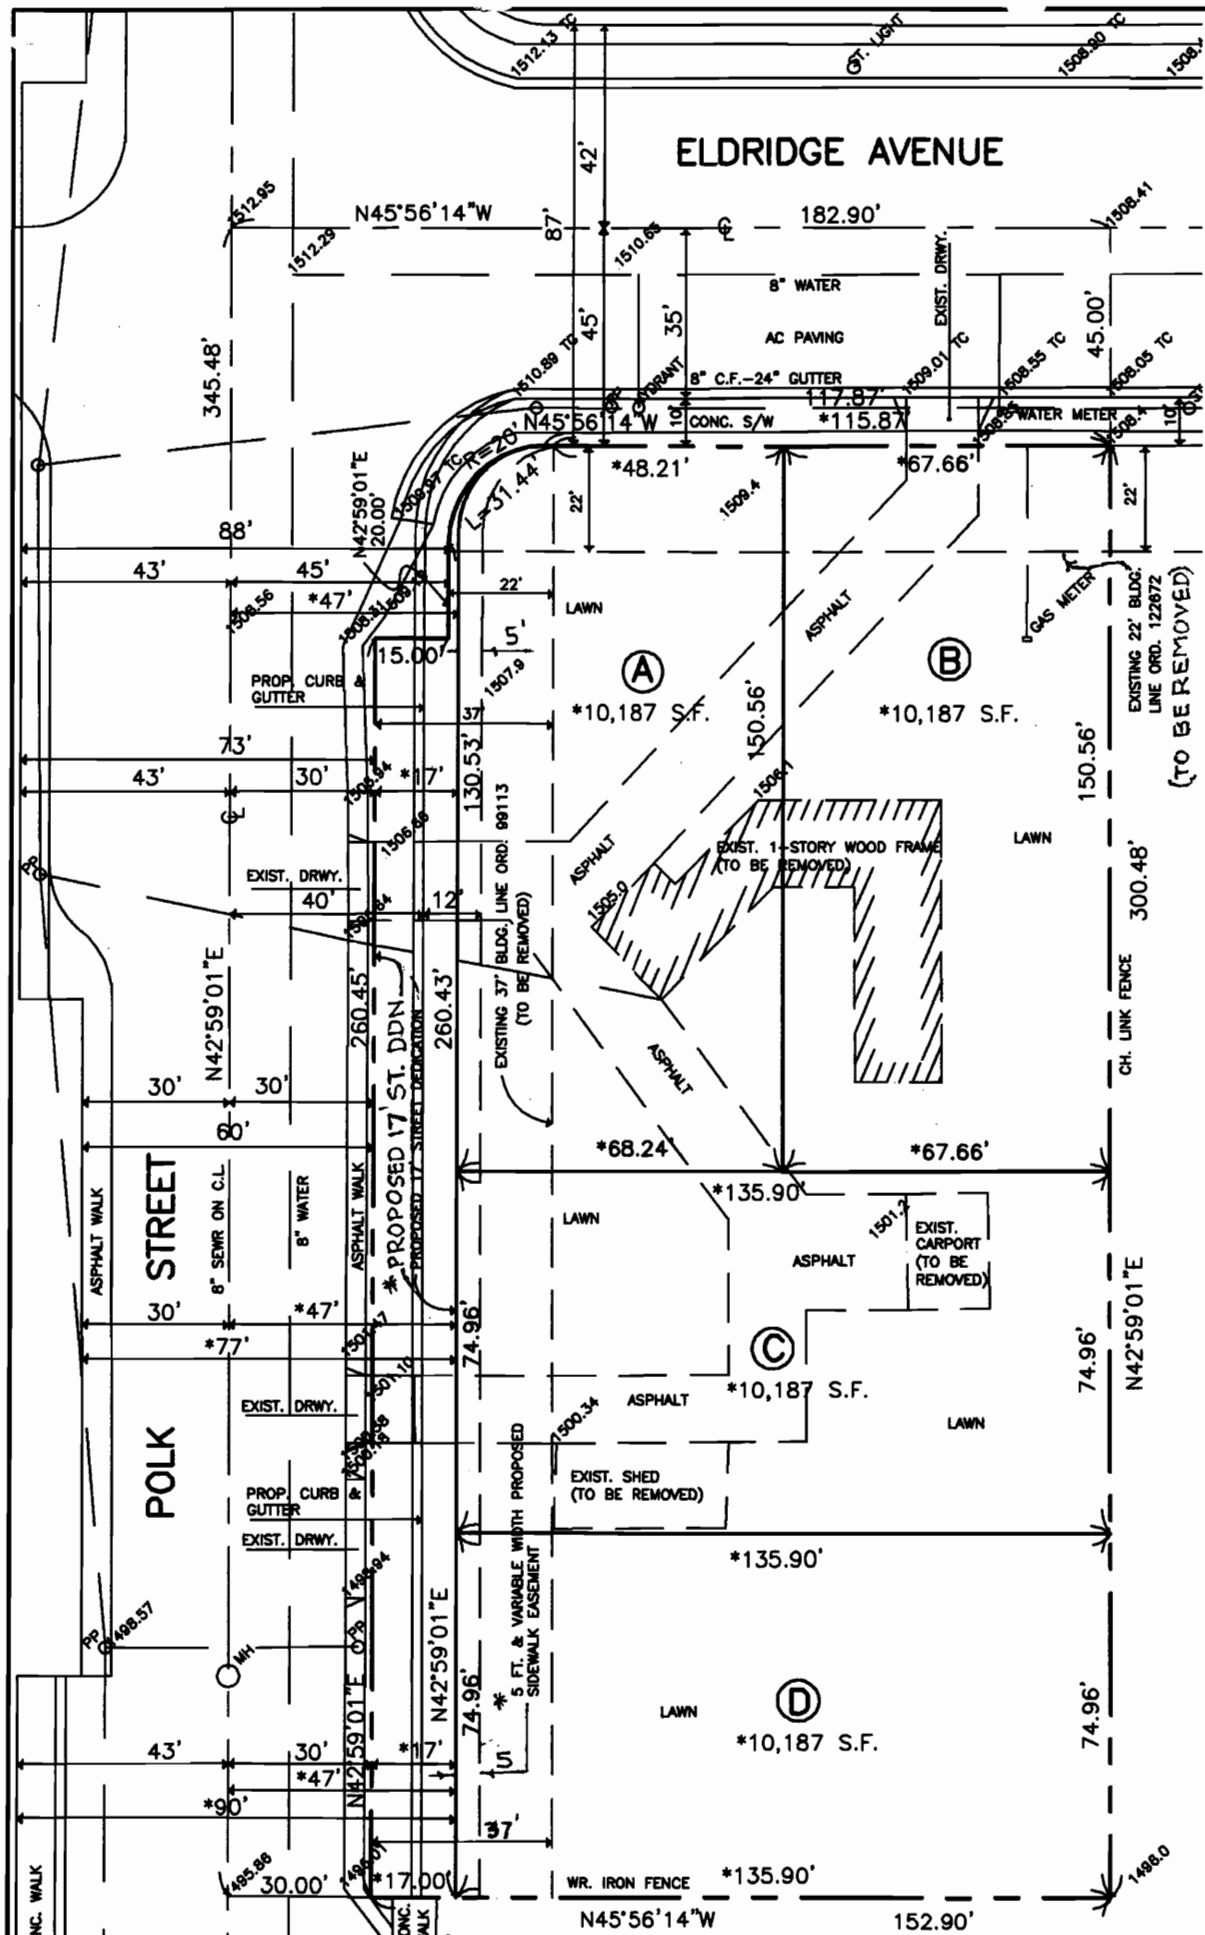 1512.13 TC
ST. LIGHT
1508.90 TC
ELDRIDGE AVENUE
42'
87'
1512.95
N45°56'14"W
182.90'
1508.41
1512.29
1510.65
8" WATER
EXIST. DRWY.
45'
35'
45.00'
AC PAVING
345.48'
1510.89 TC
HYDRANT
8" C.F.-24" GUTTER
1509.01 TC
1508.55 TC
1508.05 TC
117.87'
N45°56'14"W
10'
CONC. S/W
*115.87'
WATER METER
10'
R=20'
*48.21'
*67.66'
L=31.44'
1509.97 TC
N42°59'01"E
20.00'
22'
1509.4
22'
88'
43'
45'
22'
*47'
1508.56
LAWN
ASPHALT
GAS METER
EXISTING 22' BLDG.
LINE ORD. 122672
(TO BE REMOVED)
15.00'
5'
1507.9
PROP. CURB &
GUTTER
A
*10,187 S.F.
B
*10,187 S.F.
37'
150.56'
150.56'
73'
43'
30'
*17'
130.53'
1506.1
1506.66
EXISTING 37' BLDG. LINE ORD. 99113
(TO BE REMOVED)
ASPHALT
EXIST. 1-STORY WOOD FRAME
(TO BE REMOVED)
LAWN
PP
EXIST. DRWY.
40'
12'
1505.0
300.48'
N42°59'01"E
260.45'
260.43'
CH. LINK FENCE
ASPHALT
30'
30'
60'
*68.24'
*67.66'
*135.90'
POLK STREET
ASPHALT WALK
8" SEWR ON C.L.
8" WATER
ASPHALT WALK
*PROPOSED 17' ST. DDN
PROPOSED 17' STREET DEDICATION
LAWN
1501.2
EXIST.
CARPORT
(TO BE
REMOVED)
ASPHALT
N42°59'01"E
30'
*47'
*77'
1501.47
74.96'
C
*10,187 S.F.
74.96'
1501.10
EXIST. DRWY.
ASPHALT
LAWN
1500.34
EXIST. SHED
(TO BE REMOVED)
PROP. CURB &
GUTTER
EXIST. DRWY.
*135.90'
* 5 FT. & VARIABLE WIDTH PROPOSED
SIDEWALK EASEMENT
PP
1498.57
PP
MH
N42°59'01"E
N42°59'01"E
74.96'
LAWN
D
*10,187 S.F.
74.96'
43'
30'
*17'
5'
*47'
*90'
37'
1495.86
30.00'
*17.00'
WR. IRON FENCE
*135.90'
1496.0
N45°56'14"W
152.90'